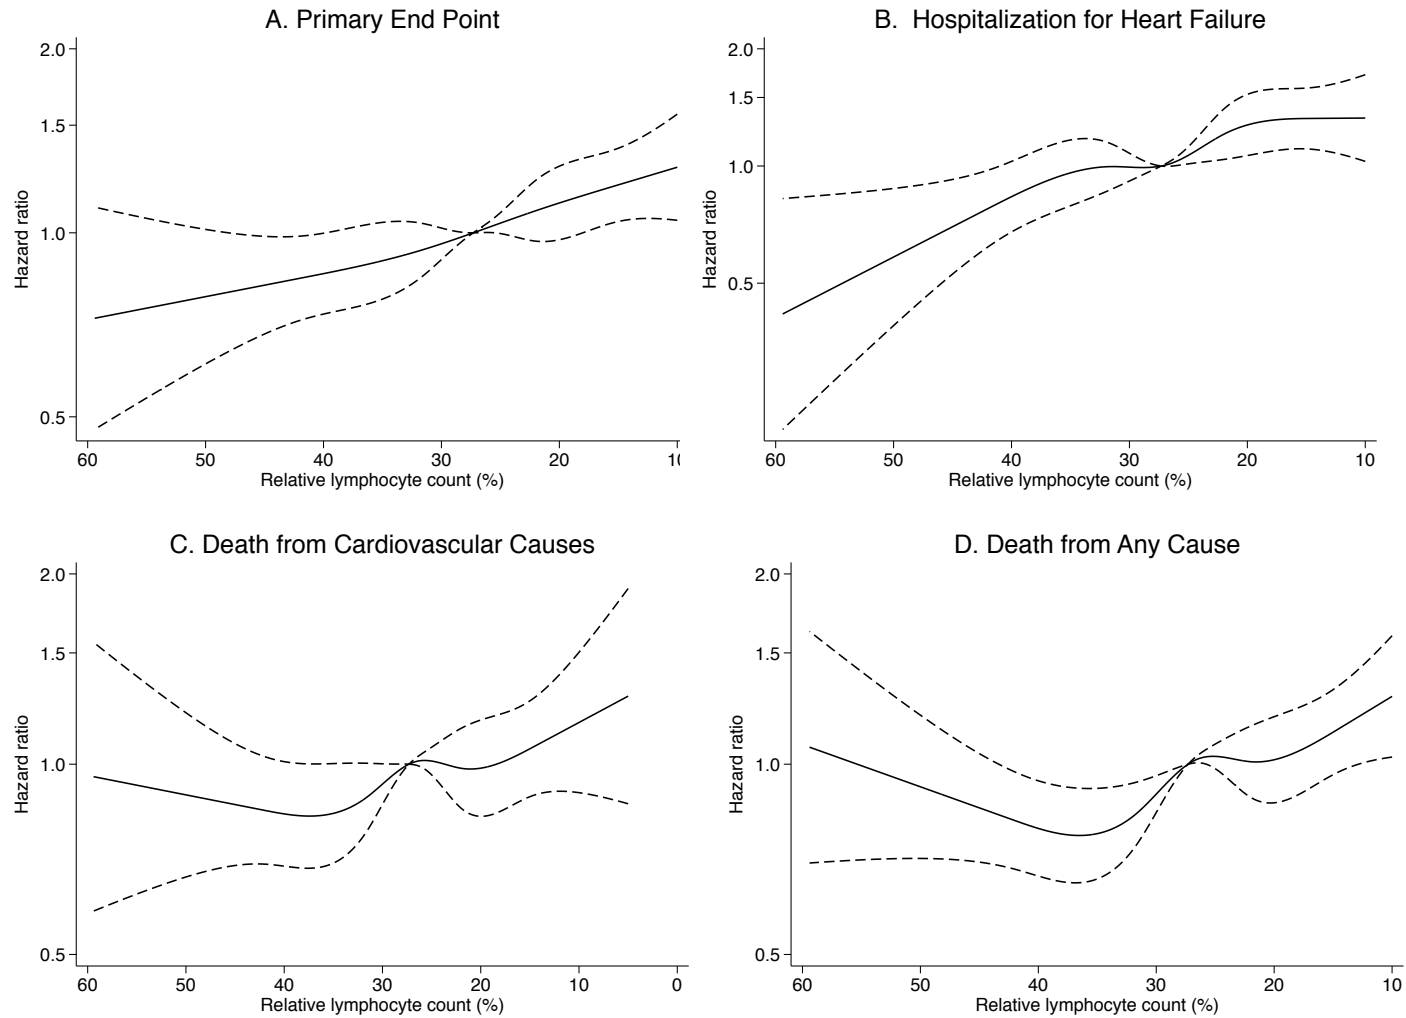 A. Primary End Point
2.0
1.5
1.0
0.5
Hazard ratio
60 50 40 30 20 10
Relative lymphocyte count (%)
B. Hospitalization for Heart Failure
2.0
1.5
1.0
0.5
Hazard ratio
60 50 40 30 20 10
Relative lymphocyte count (%)
C. Death from Cardiovascular Causes
2.0
1.5
1.0
0.5
Hazard ratio
60 50 40 30 20 10 0
Relative lymphocyte count (%)
D. Death from Any Cause
2.0
1.5
1.0
0.5
Hazard ratio
60 50 40 30 20 10
Relative lymphocyte count (%)